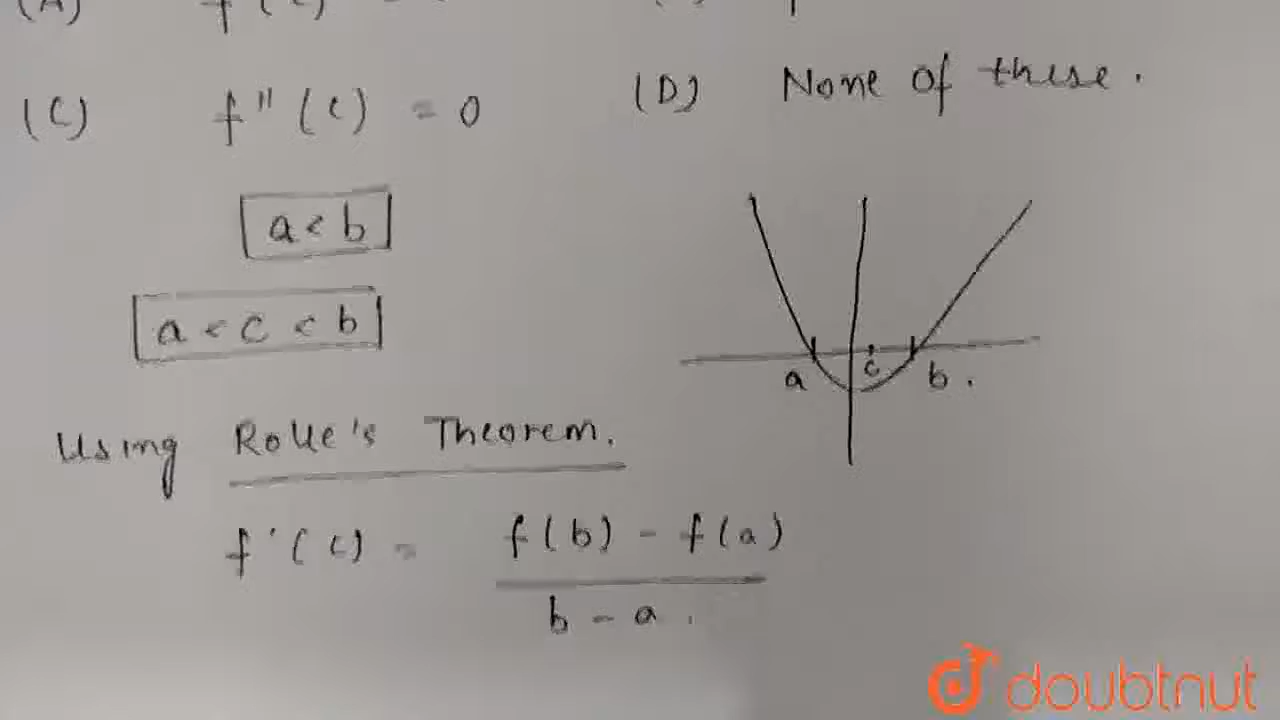 (A) f'(c)
(C) f"(c) = 0 (D) None of these.
a < b
a < c < b
a c b.
Using Rolle's Theorem.
f'(c) = f(b) - f(a)
b - a.
doubtnut